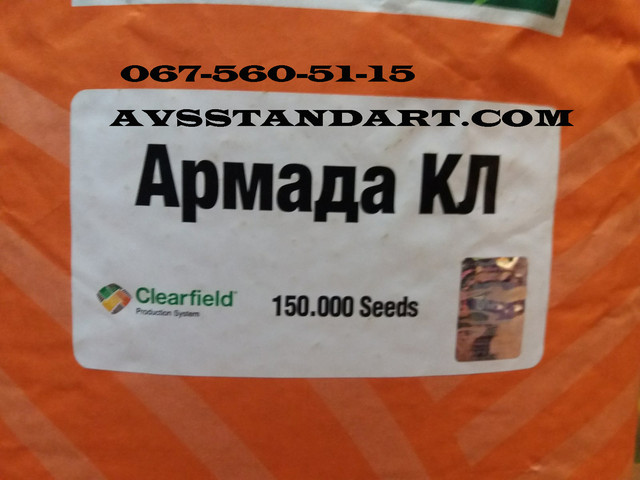 067-560-51-15
AVSSTANDART.COM
Армада КЛ
Clearfield®
Production System
150.000 Seeds